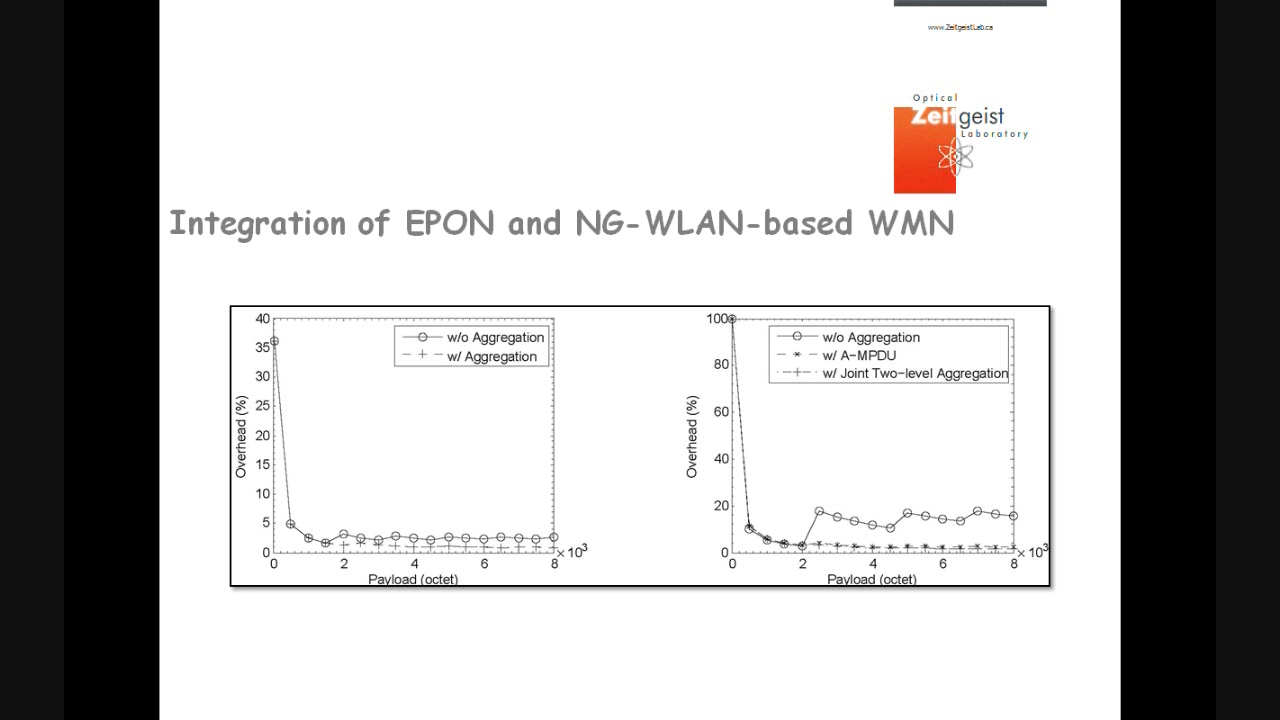 www.ZeitgeistLab.ca
Optical
Zeitgeist
Laboratory
Integration of EPON and NG-WLAN-based WMN
40
35
30
25
20
15
10
5
0
Overhead (%)
w/o Aggregation
w/ Aggregation
0 2 4 6 8
×10³
Payload (octet)
100
80
60
40
20
0
Overhead (%)
w/o Aggregation
w/ A-MPDU
w/ Joint Two-level Aggregation
0 2 4 6 8
×10³
Payload (octet)